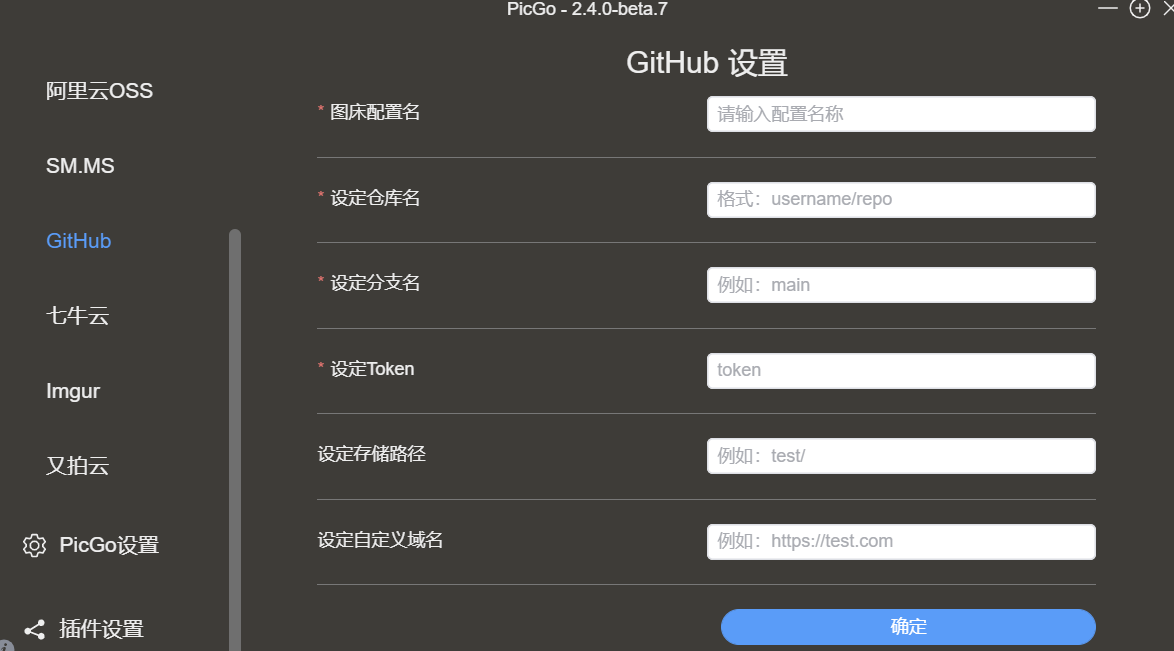 PicGo - 2.4.0-beta.7
阿里云OSS
SM.MS
GitHub
七牛云
Imgur
又拍云
PicGo设置
插件设置
GitHub 设置
* 图床配置名
请输入配置名称
* 设定仓库名
格式：username/repo
* 设定分支名
例如：main
* 设定Token
token
设定存储路径
例如：test/
设定自定义域名
例如：https://test.com
确定